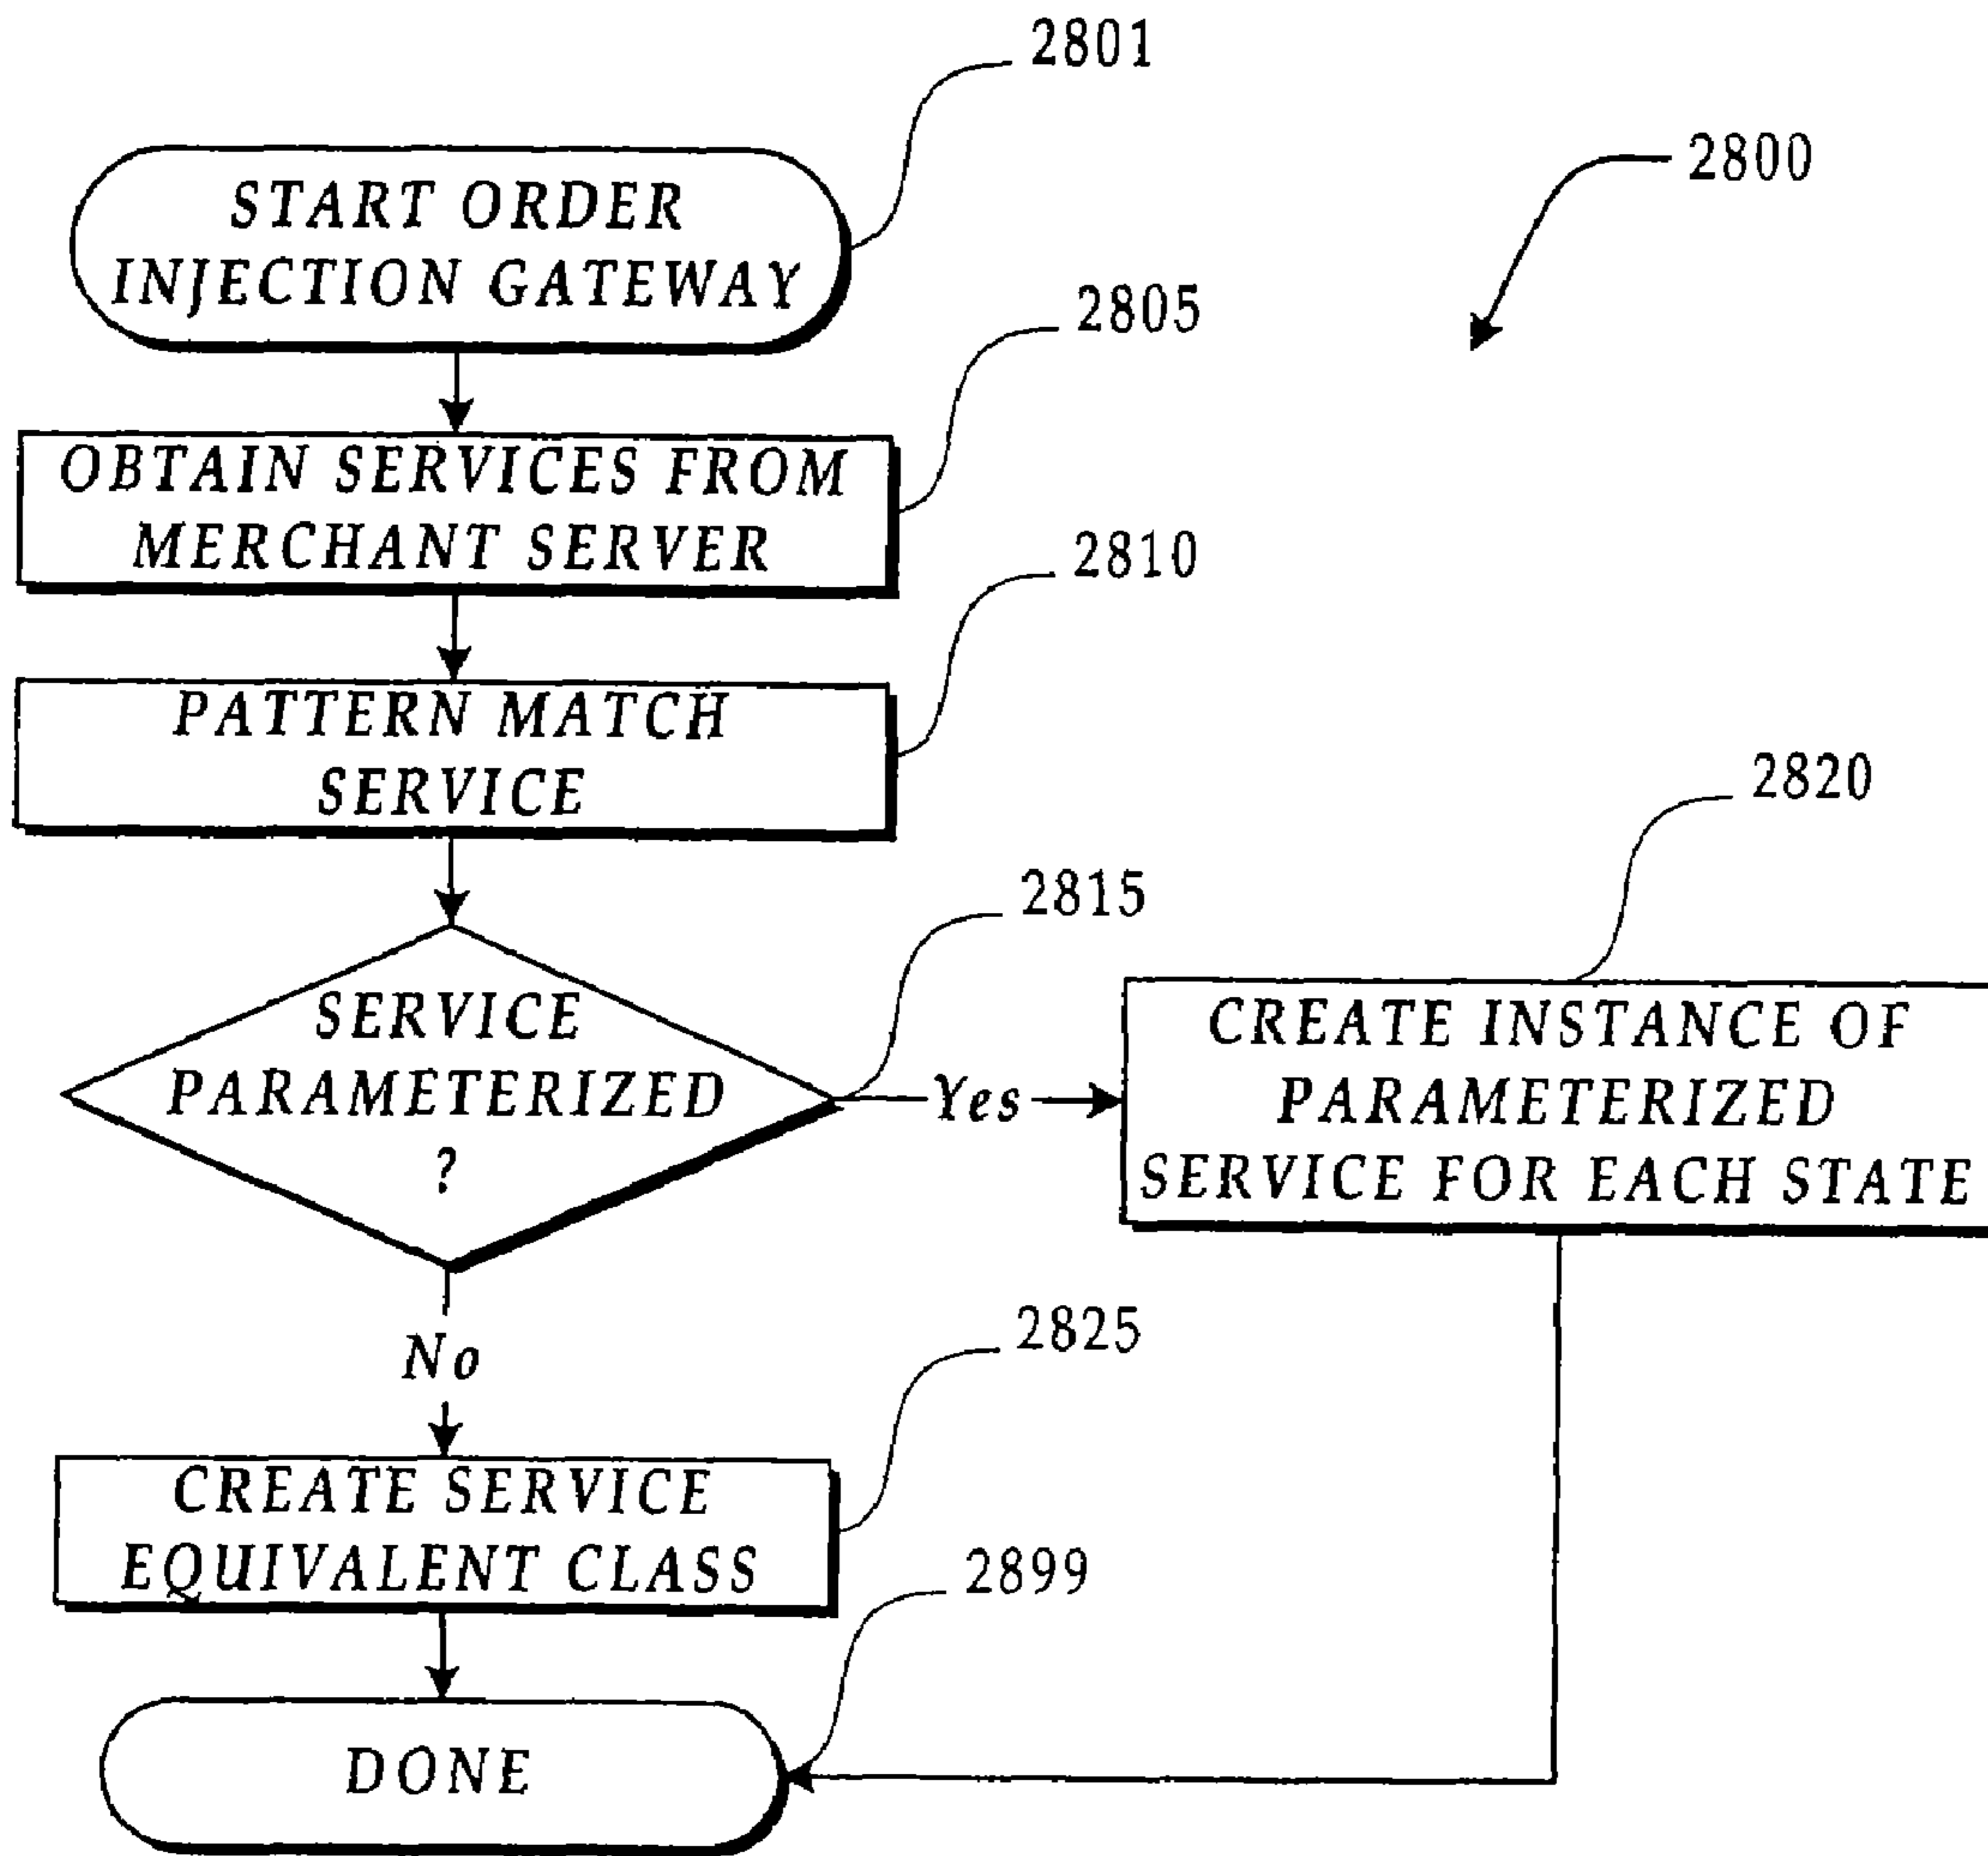 2801
2800
START ORDER
INJECTION GATEWAY
2805
OBTAIN SERVICES FROM
MERCHANT SERVER
2810
PATTERN MATCH
SERVICE
2815
2820
SERVICE
PARAMETERIZED
?
Yes
CREATE INSTANCE OF
PARAMETERIZED
SERVICE FOR EACH STATE
No
2825
CREATE SERVICE
EQUIVALENT CLASS
2899
DONE